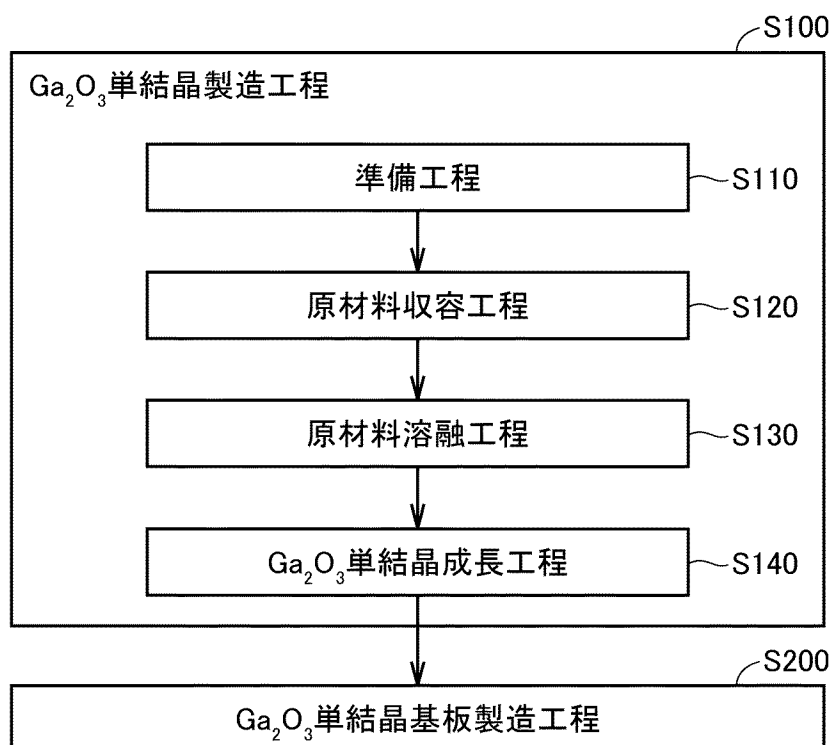 S100
Ga₂O₃単結晶製造工程
準備工程
S110
原材料収容工程
S120
原材料溶融工程
S130
Ga₂O₃単結晶成長工程
S140
S200
Ga₂O₃単結晶基板製造工程